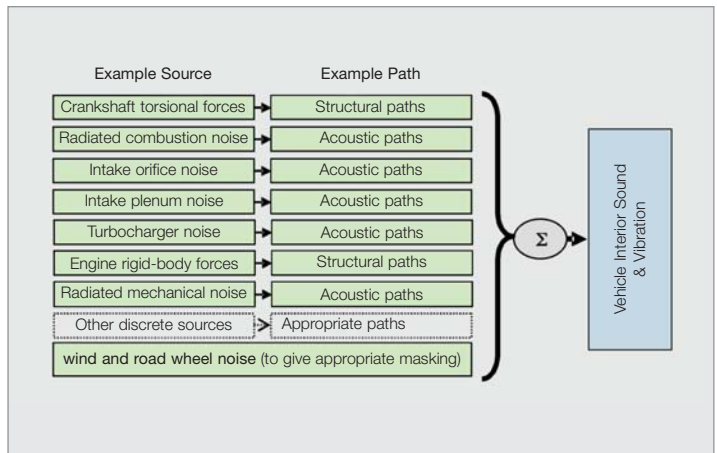 Example Source Example Path
Crankshaft torsional forces Structural paths
Radiated combustion noise Acoustic paths
Intake orifice noise Acoustic paths
Intake plenum noise Acoustic paths
Turbocharger noise Acoustic paths
Engine rigid-body forces Structural paths
Radiated mechanical noise Acoustic paths
Other discrete sources Appropriate paths
wind and road wheel noise (to give appropriate masking)
Σ
Vehicle Interior Sound
& Vibration